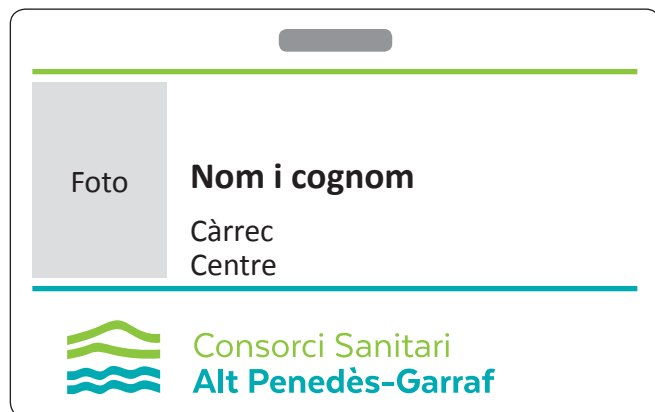 Foto
Nom i cognom
Càrrec
Centre
Consorci Sanitari
Alt Penedès-Garraf